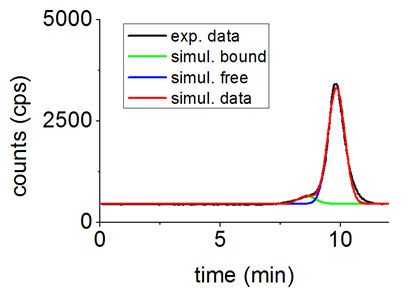 5000
2500
0
counts (cps)
exp. data
simul. bound
simul. free
simul. data
0 5 10
time (min)